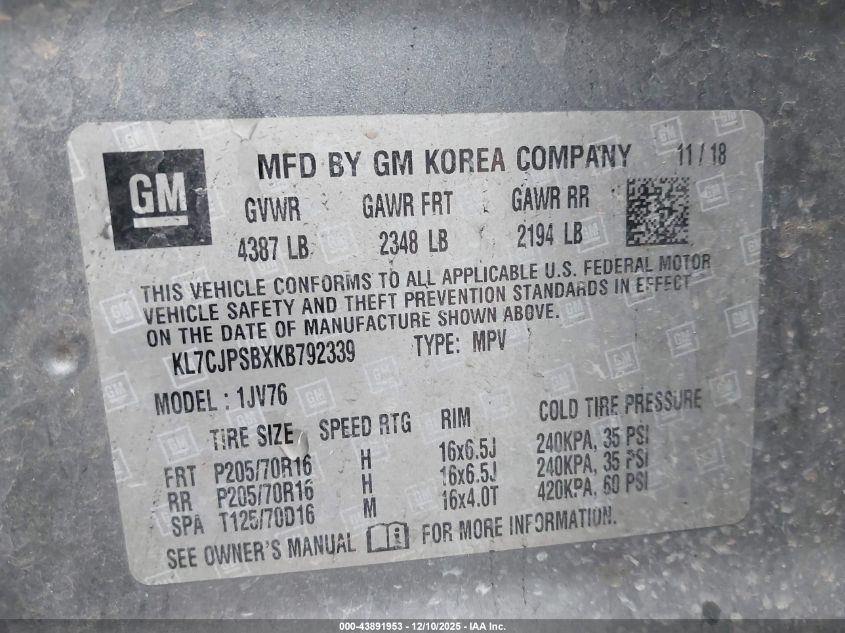 GM
MFD BY GM KOREA COMPANY 11/18
GVWR GAWR FRT GAWR RR
4387 LB 2348 LB 2194 LB
THIS VEHICLE CONFORMS TO ALL APPLICABLE U.S. FEDERAL MOTOR
VEHICLE SAFETY AND THEFT PREVENTION STANDARDS IN EFFECT
ON THE DATE OF MANUFACTURE SHOWN ABOVE.
KL7CJPSBXKB792339 TYPE: MPV
MODEL: 1JV76
TIRE SIZE SPEED RTG RIM COLD TIRE PRESSURE
FRT P205/70R16 H 16x6.5J 240KPA, 35 PSI
RR P205/70R16 H 16x6.5J 240KPA, 35 PSI
SPA T125/70D16 M 16x4.0T 420KPA, 60 PSI
SEE OWNER'S MANUAL i FOR MORE INFORMATION.
000-43891953 - 12/10/2025 - IAA Inc.